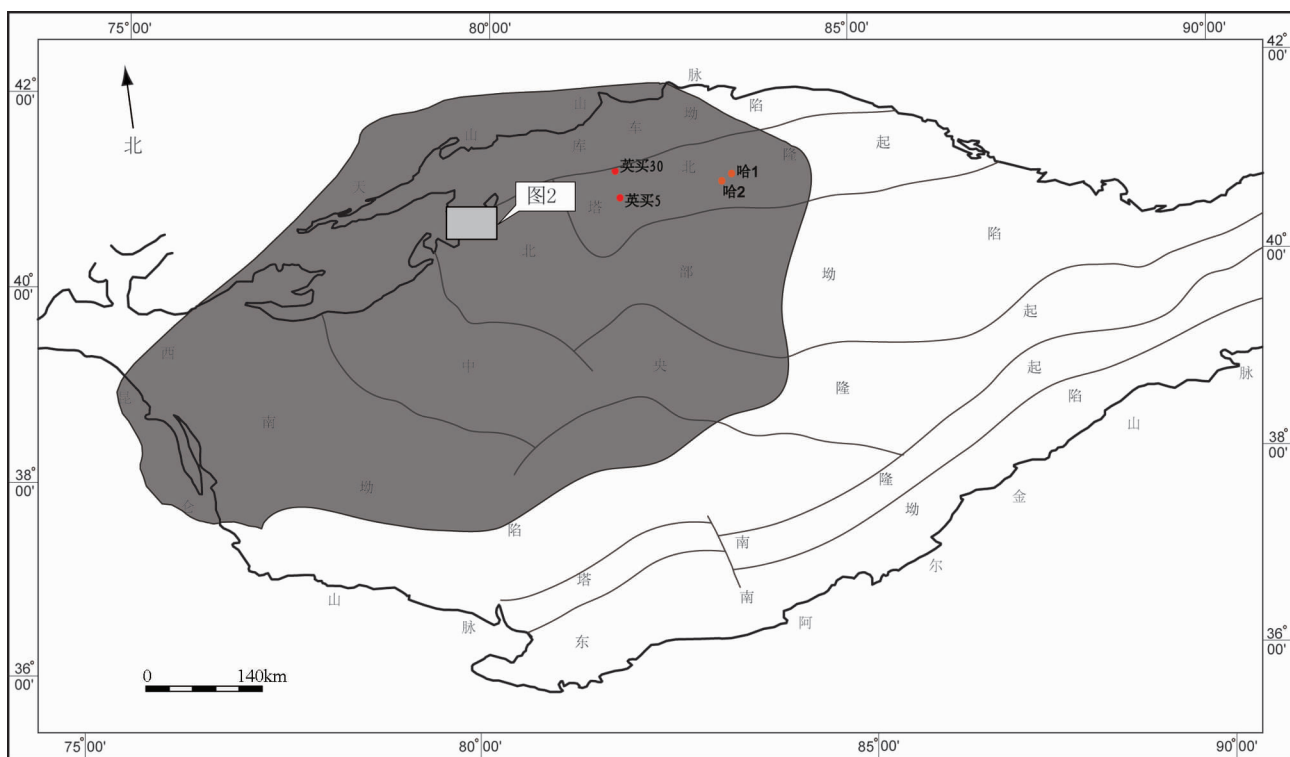 75°00'
80°00'
85°00'
90°00'
42°00'
42°00'
北
天 山 山 脉
库 车 坳 陷
英买30
哈1
哈2
英买5
塔 北 隆 起
图2
北 部 坳 陷
40°00'
40°00'
中 央 隆 起
西 昆 仑 山 脉
南 坳 陷
38°00'
38°00'
塔 南 隆 起
东 南 坳 陷
阿 尔 金 山 脉
36°00'
36°00'
0 140km
75°00'
80°00'
85°00'
90°00'